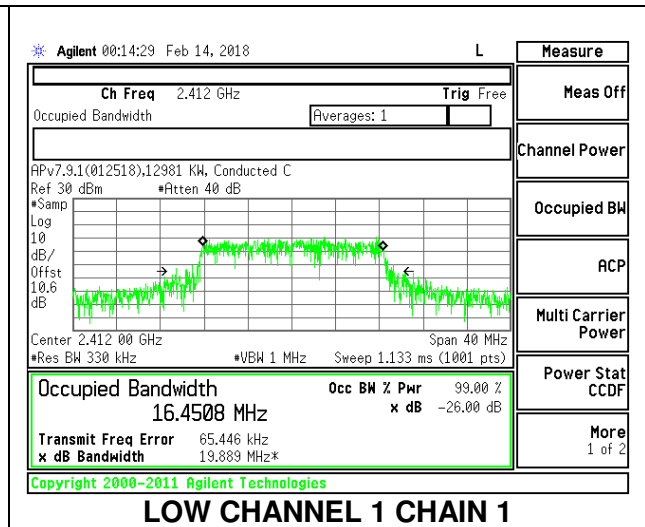 Agilent 00:14:29 Feb 14, 2018 L Measure
Ch Freq 2.412 GHz Trig Free
Meas Off
Occupied Bandwidth Averages: 1
Channel Power
APv7.9.1(012518),12981 KW, Conducted C
Ref 30 dBm #Atten 40 dB
#Samp
Log
10
dB/
Offst
10.6
dB
Occupied BW
ACP
Multi Carrier
Power
Center 2.412 00 GHz Span 40 MHz
#Res BW 330 kHz #VBW 1 MHz Sweep 1.133 ms (1001 pts)
Power Stat
CCDF
Occupied Bandwidth Occ BW % Pwr 99.00 %
16.4508 MHz x dB -26.00 dB
Transmit Freq Error 65.446 kHz
x dB Bandwidth 19.889 MHz*
More
1 of 2
Copyright 2000-2011 Agilent Technologies
LOW CHANNEL 1 CHAIN 1